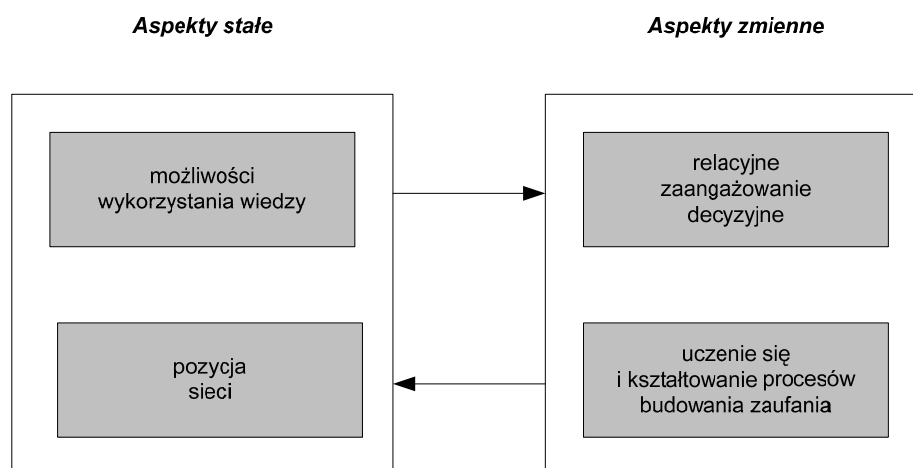 Aspekty stałe
Aspekty zmienne
możliwości
wykorzystania wiedzy
relacyjne
zaangażowanie
decyzyjne
pozycja
sieci
uczenie się
i kształtowanie procesów
budowania zaufania